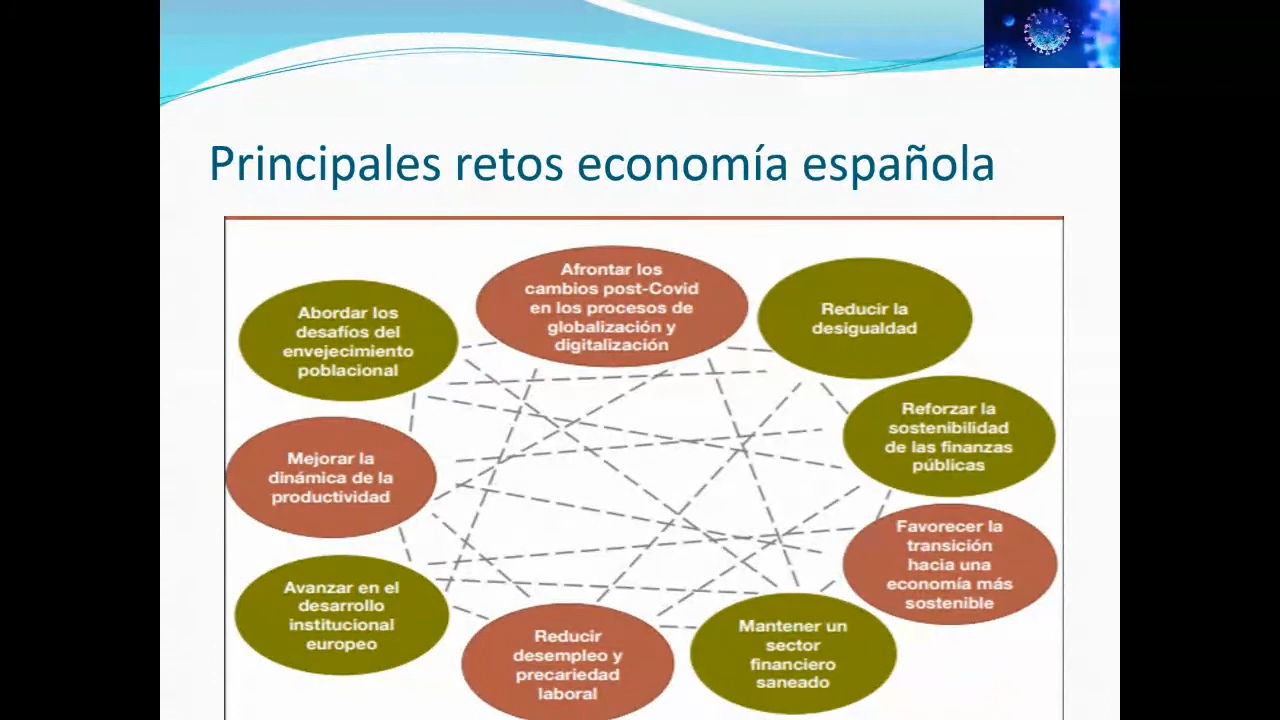 Principales retos economía española
Afrontar los
cambios post-Covid
en los procesos de
globalización y
digitalización
Reducir la
desigualdad
Abordar los
desafíos del
envejecimiento
poblacional
Reforzar la
sostenibilidad
de las finanzas
públicas
Mejorar la
dinámica de la
productividad
Favorecer la
transición
hacia una
economía más
sostenible
Avanzar en el
desarrollo
institucional
europeo
Reducir
desempleo y
precariedad
laboral
Mantener un
sector
financiero
saneado